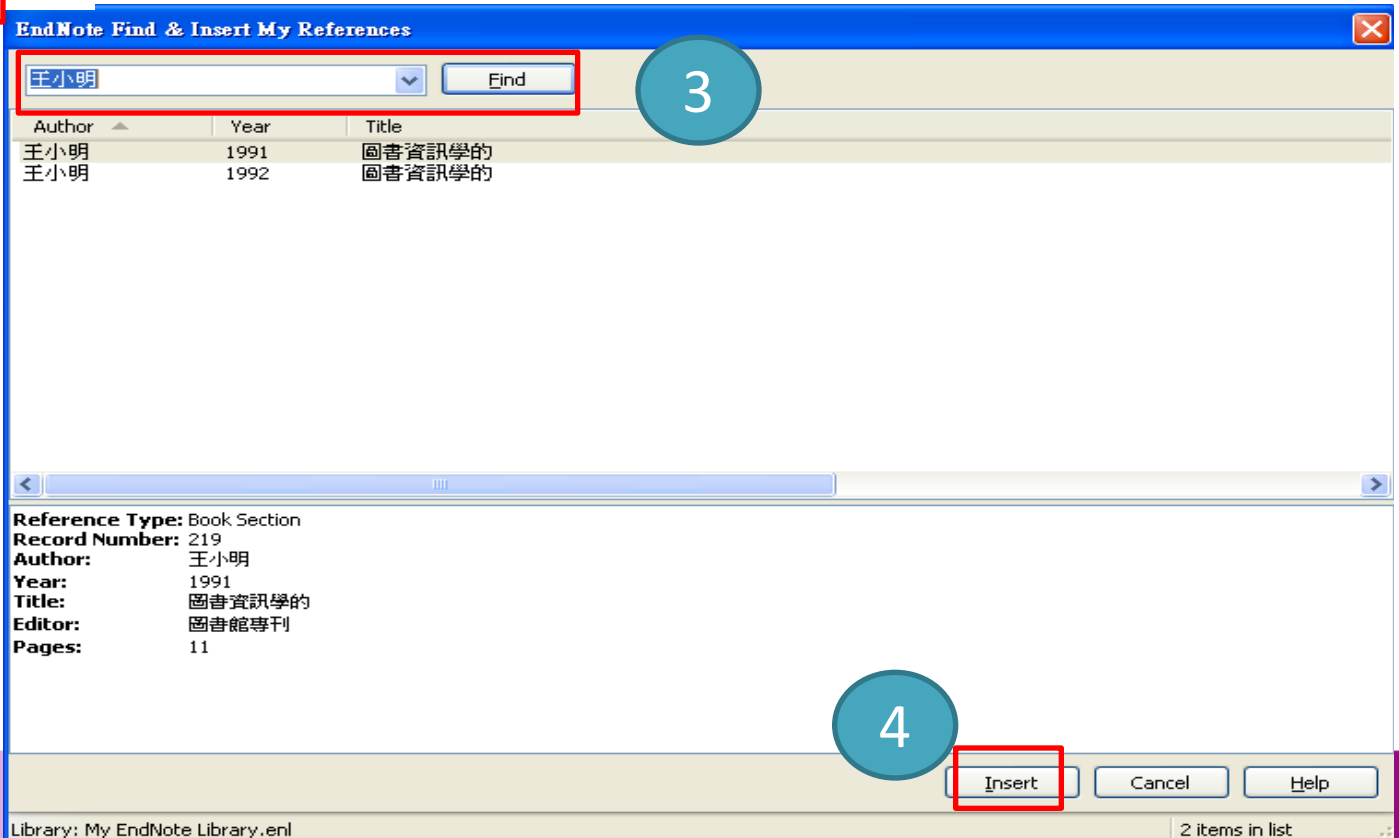 EndNote Find & Insert My References
王小明 Find
3
Author Year Title
王小明 1991 圖書資訊學的
王小明 1992 圖書資訊學的
Reference Type: Book Section
Record Number: 219
Author: 王小明
Year: 1991
Title: 圖書資訊學的
Editor: 圖書館專刊
Pages: 11
4
Insert Cancel Help
Library: My EndNote Library.enl 2 items in list